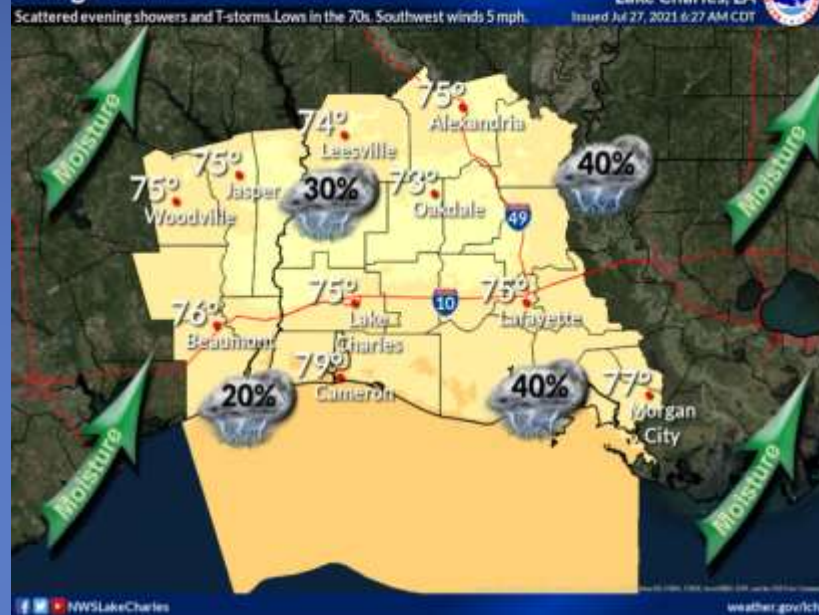 Lake Charles, LA
Scattered evening showers and T-storms.Lows in the 70s. Southwest winds 5 mph.
Issued Jul 27, 2021 6:27 AM CDT
Moisture
Moisture
75°
Alexandria
74°
Leesville
40%
75°
Jasper
30%
73°
Oakdale
75°
Woodville
49
75°
Lake
Charles
10
75°
Lafayette
76°
Beaumont
79°
Cameron
20%
40%
77°
Morgan
City
Moisture
Moisture
NWSLakeCharles
weather.gov/lch